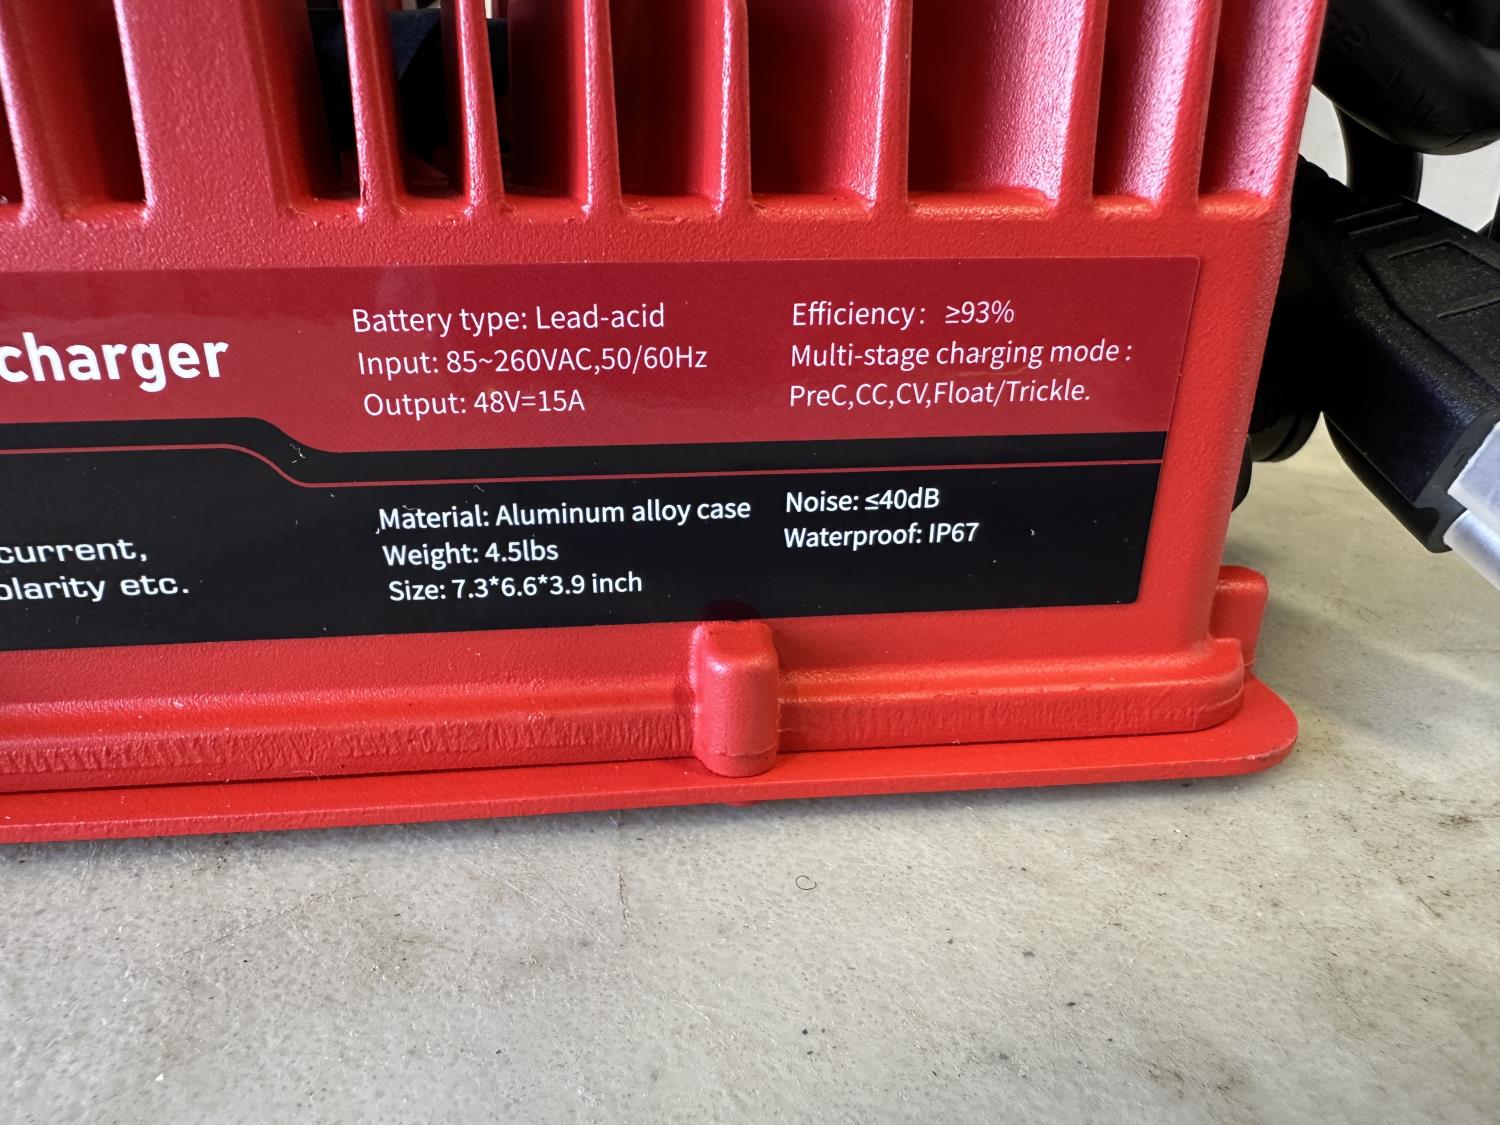 charger
Battery type: Lead-acid
Input: 85~260VAC,50/60Hz
Output: 48V=15A
Efficiency: ≥93%
Multi-stage charging mode :
PreC,CC,CV,Float/Trickle.
current,
olarity etc.
Material: Aluminum alloy case
Weight: 4.5lbs
Size: 7.3*6.6*3.9 inch
Noise: ≤40dB
Waterproof: IP67